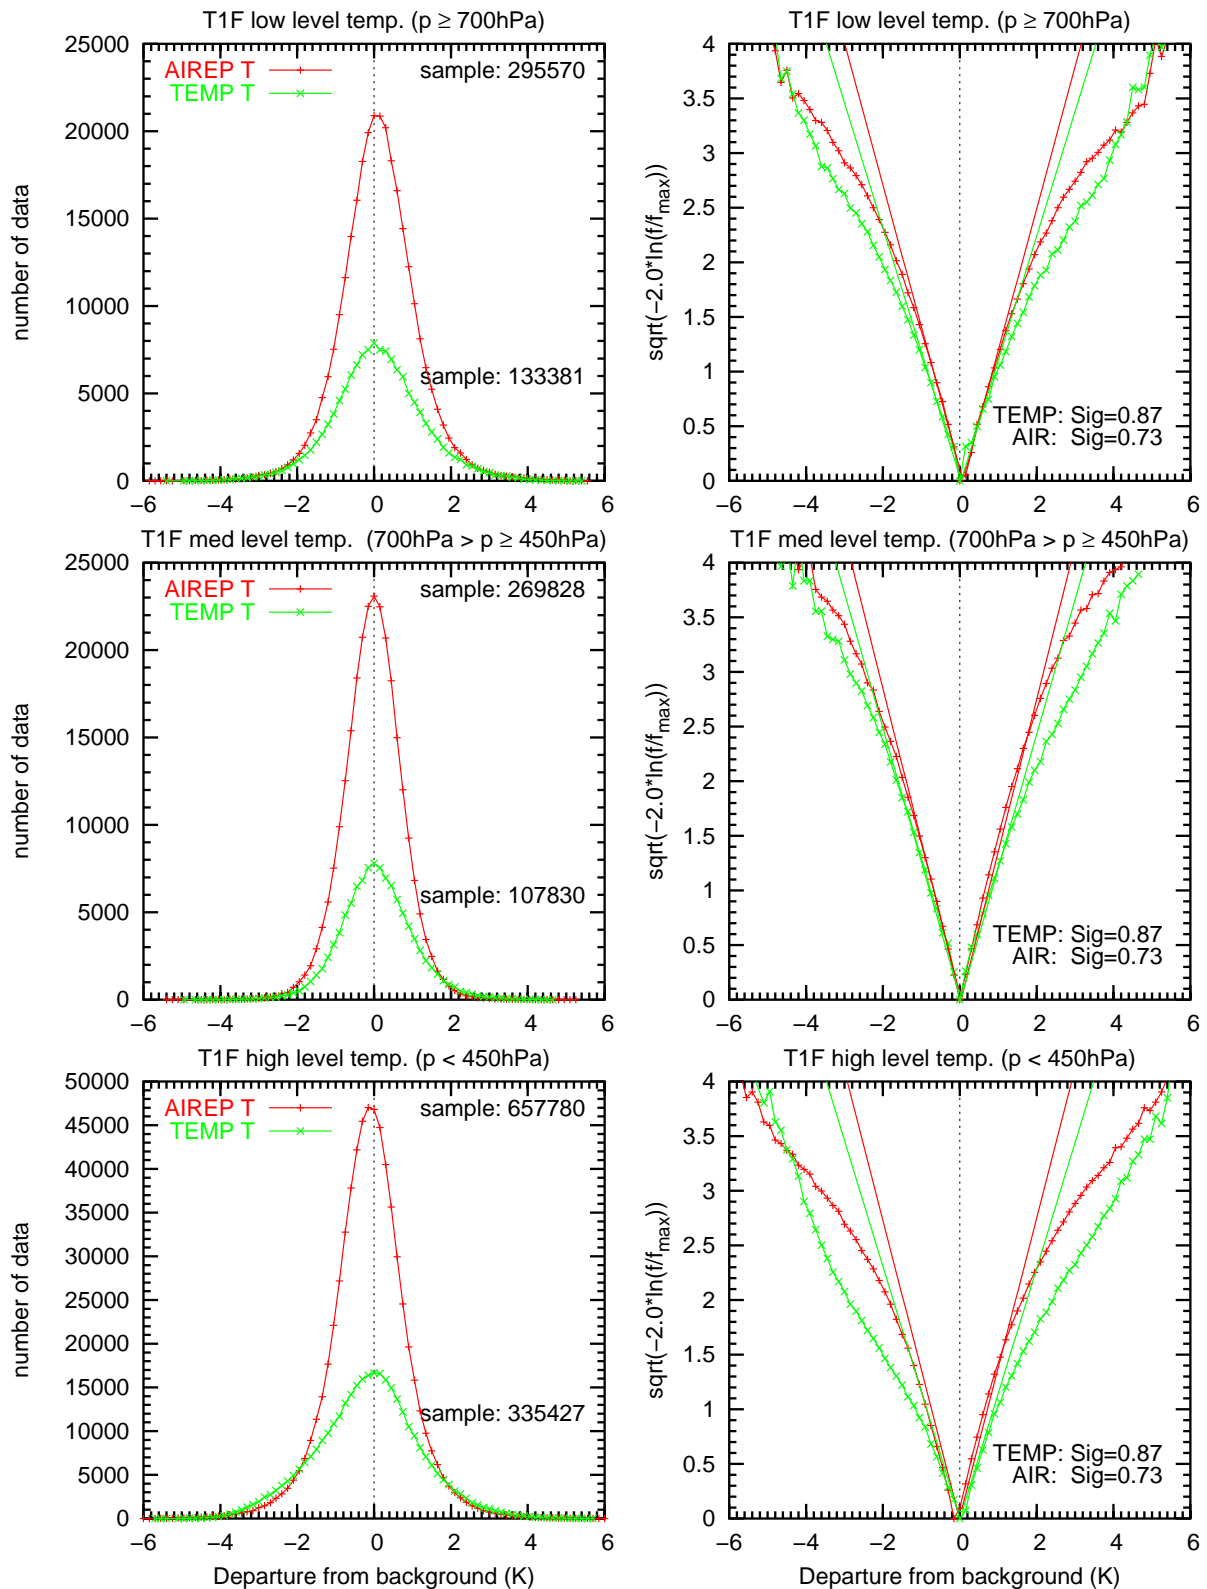 T1F low level temp. (p ≥ 700hPa)
number of data
25000
20000
15000
10000
5000
0
AIREP T
TEMP T
sample: 295570
sample: 133381
−6 −4 −2 0 2 4 6
T1F low level temp. (p ≥ 700hPa)
sqrt(−2.0*ln(f/fmax))
4
3.5
3
2.5
2
1.5
1
0.5
0
TEMP: Sig=0.87
AIR: Sig=0.73
−6 −4 −2 0 2 4 6
T1F med level temp. (700hPa > p ≥ 450hPa)
number of data
25000
20000
15000
10000
5000
0
AIREP T
TEMP T
sample: 269828
sample: 107830
−6 −4 −2 0 2 4 6
T1F med level temp. (700hPa > p ≥ 450hPa)
sqrt(−2.0*ln(f/fmax))
4
3.5
3
2.5
2
1.5
1
0.5
0
TEMP: Sig=0.87
AIR: Sig=0.73
−6 −4 −2 0 2 4 6
T1F high level temp. (p < 450hPa)
number of data
50000
45000
40000
35000
30000
25000
20000
15000
10000
5000
0
AIREP T
TEMP T
sample: 657780
sample: 335427
−6 −4 −2 0 2 4 6
Departure from background (K)
T1F high level temp. (p < 450hPa)
sqrt(−2.0*ln(f/fmax))
4
3.5
3
2.5
2
1.5
1
0.5
0
TEMP: Sig=0.87
AIR: Sig=0.73
−6 −4 −2 0 2 4 6
Departure from background (K)